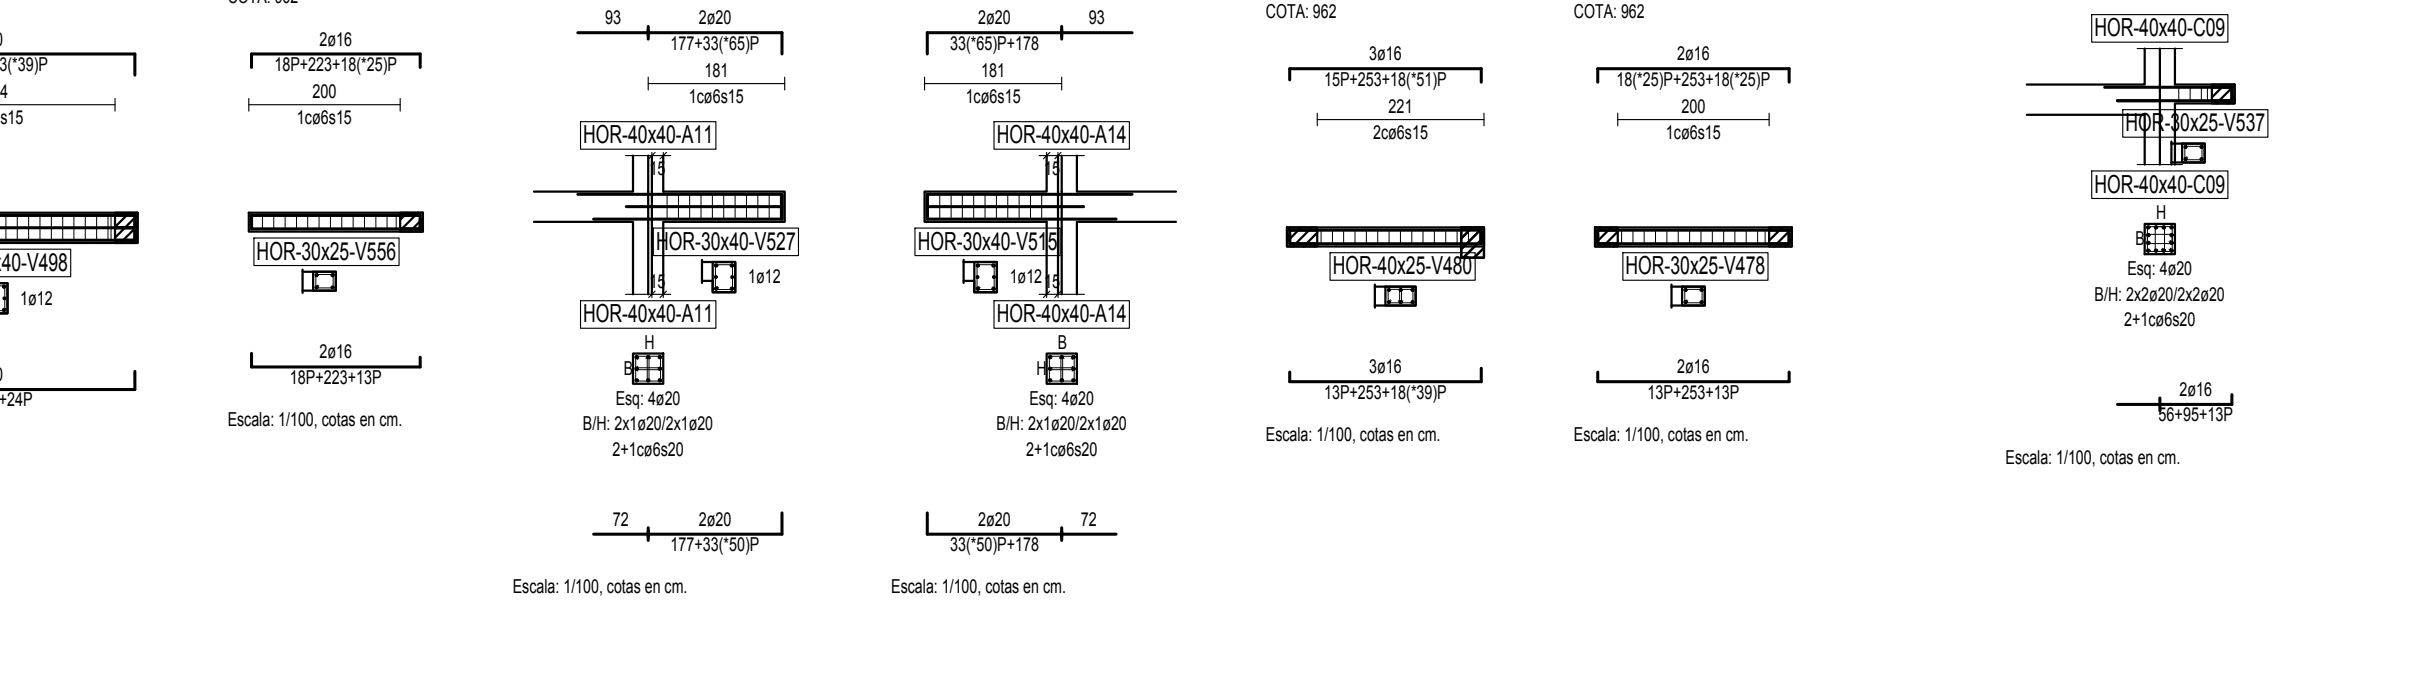 3(*39)P
s15
x40-V498
1ø12
+24P
2ø16
18P+223+18(*25)P
200
1cø6s15
HOR-30x25-V556
2ø16
18P+223+13P
Escala: 1/100, cotas en cm.
93 2ø20
177+33(*65)P
181
1cø6s15
HOR-40x40-A11
15
HOR-30x40-V527
1ø12
15
HOR-40x40-A11
H
B
Esq: 4ø20
B/H: 2x1ø20/2x1ø20
2+1cø6s20
72 2ø20
177+33(*50)P
Escala: 1/100, cotas en cm.
2ø20 93
33(*65)P+178
181
1cø6s15
HOR-40x40-A14
15
HOR-30x40-V515
1ø12
15
HOR-40x40-A14
B
H
Esq: 4ø20
B/H: 2x1ø20/2x1ø20
2+1cø6s20
2ø20 72
33(*50)P+178
Escala: 1/100, cotas en cm.
COTA: 962
3ø16
15P+253+18(*51)P
221
2cø6s15
HOR-40x25-V480
3ø16
13P+253+18(*39)P
Escala: 1/100, cotas en cm.
COTA: 962
2ø16
18(*25)P+253+18(*25)P
200
1cø6s15
HOR-30x25-V478
2ø16
13P+253+13P
Escala: 1/100, cotas en cm.
HOR-40x40-C09
HOR-30x25-V537
HOR-40x40-C09
H
B
Esq: 4ø20
B/H: 2x2ø20/2x2ø20
2+1cø6s20
2ø16
56+95+13P
Escala: 1/100, cotas en cm.